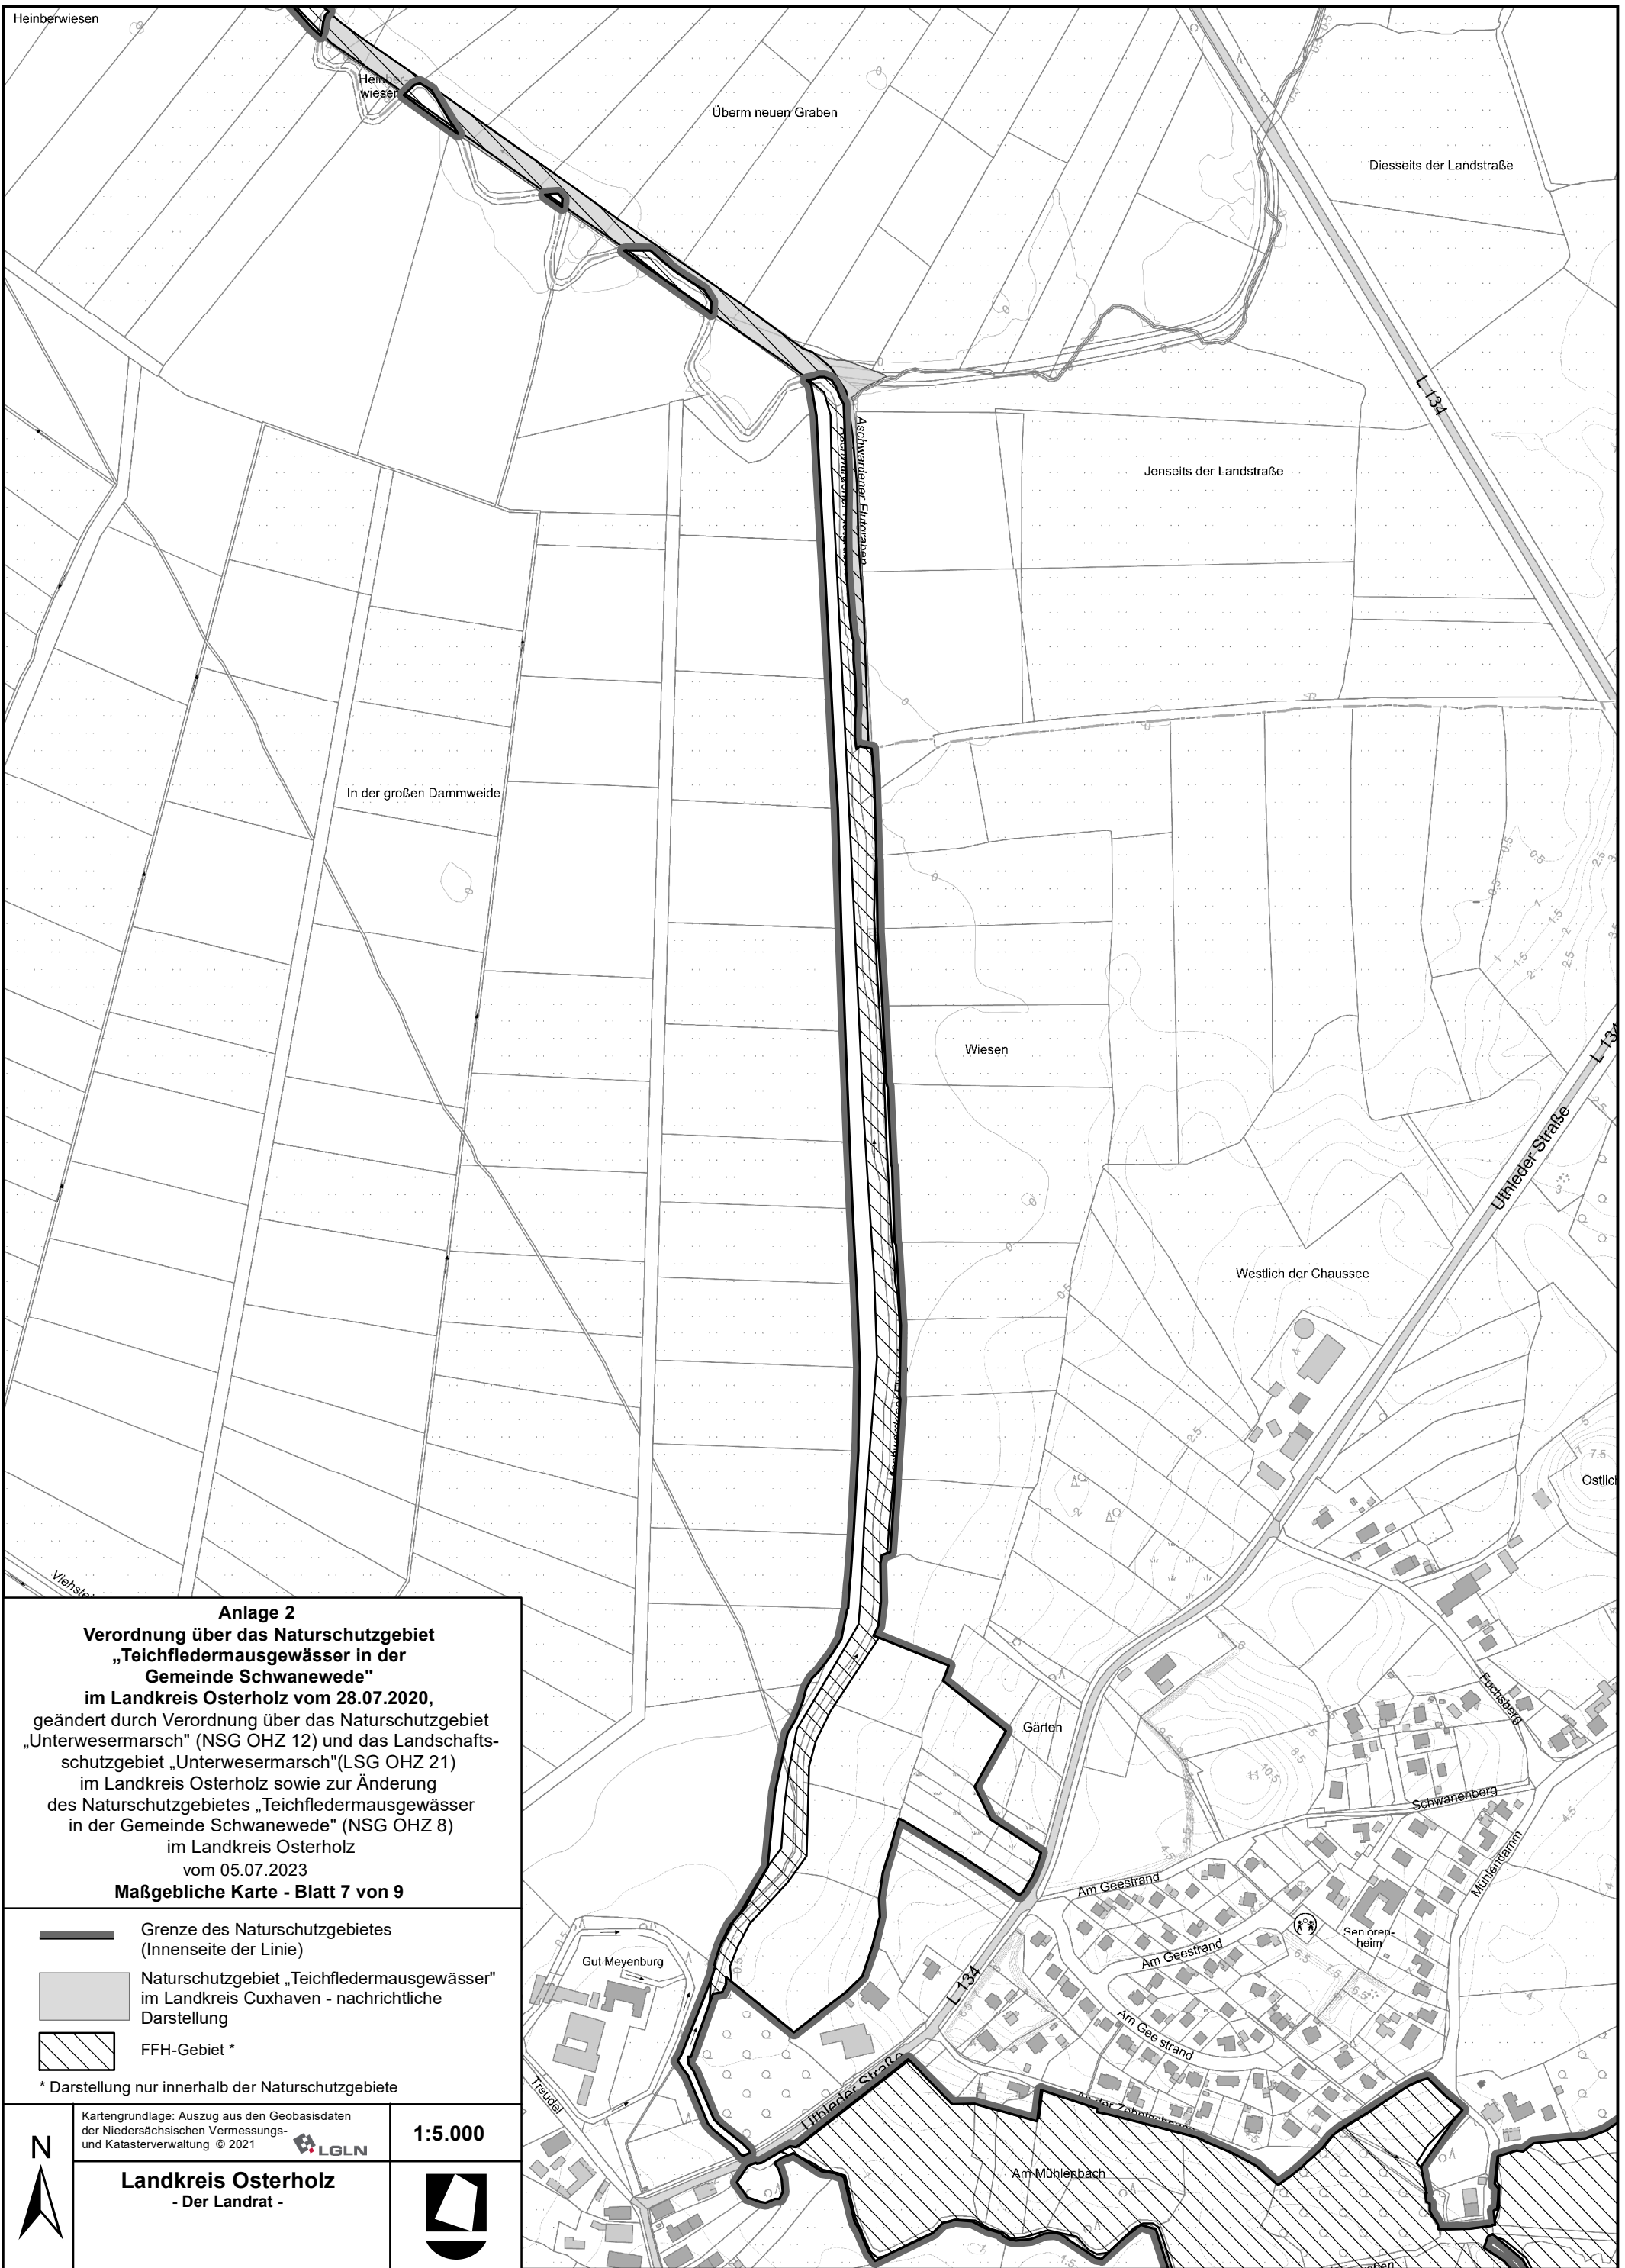 Heinberwiesen
Heinber-
wiesen
Überm neuen Graben
Diesseits der Landstraße
L 134
Aschwardener Flutgraben
Jenseits der Landstraße
In der großen Dammweide
Wiesen
L 134
Uthleder Straße
Westlich der Chaussee
Östlich
Gärten
Fuchsberg
Schwanenberg
Mühlendamm
Am Geestrand
Am Geestrand
Am Geestrand
Senioren-
heim
L 134
Uthleder Straße
Gut Meyenburg
Treudel
Am Mühlenbach
Anlage 2
Verordnung über das Naturschutzgebiet
„Teichfledermausgewässer in der
Gemeinde Schwanewede"
im Landkreis Osterholz vom 28.07.2020,
geändert durch Verordnung über das Naturschutzgebiet
„Unterwesermarsch" (NSG OHZ 12) und das Landschafts-
schutzgebiet „Unterwesermarsch"(LSG OHZ 21)
im Landkreis Osterholz sowie zur Änderung
des Naturschutzgebietes „Teichfledermausgewässer
in der Gemeinde Schwanewede" (NSG OHZ 8)
im Landkreis Osterholz
vom 05.07.2023
Maßgebliche Karte - Blatt 7 von 9
Grenze des Naturschutzgebietes
(Innenseite der Linie)
Naturschutzgebiet „Teichfledermausgewässer"
im Landkreis Cuxhaven - nachrichtliche
Darstellung
FFH-Gebiet *
* Darstellung nur innerhalb der Naturschutzgebiete
N
Kartengrundlage: Auszug aus den Geobasisdaten
der Niedersächsischen Vermessungs-
und Katasterverwaltung © 2021
LGLN
1:5.000
Landkreis Osterholz
- Der Landrat -